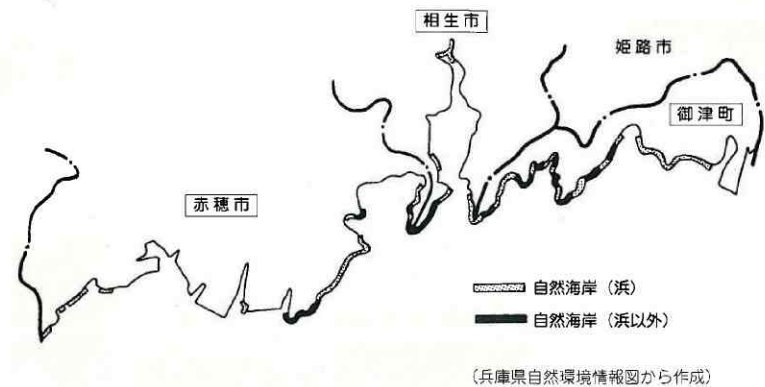 相生市
姫路市
御津町
赤穂市
自然海岸（浜）
自然海岸（浜以外）
（兵庫県自然環境情報図から作成）